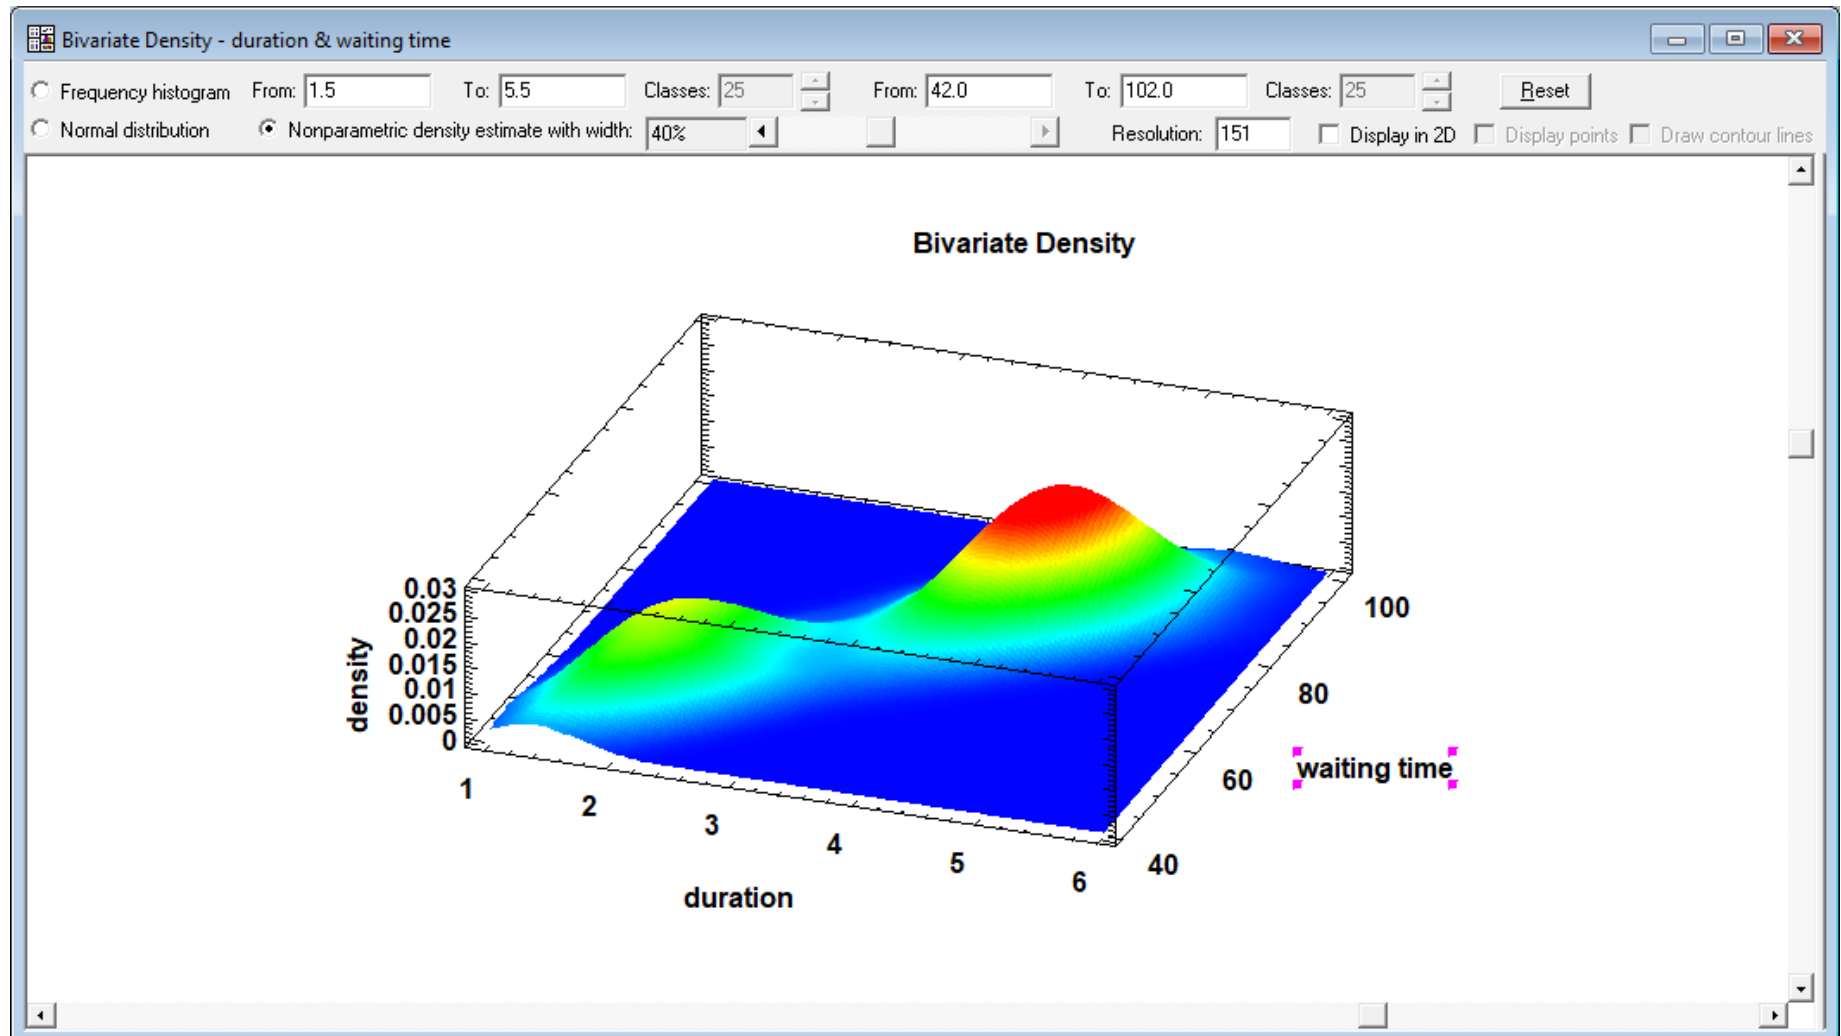 Bivariate Density - duration & waiting time
Frequency histogram From: 1.5 To: 5.5 Classes: 25 From: 42.0 To: 102.0 Classes: 25 Reset
Normal distribution Nonparametric density estimate with width: 40% Resolution: 151 Display in 2D Display points Draw contour lines
Bivariate Density
0.03
0.025
0.02
0.015
0.01
0.005
0
density
1
2
3
4
5
6
duration
40
60
80
100
waiting time